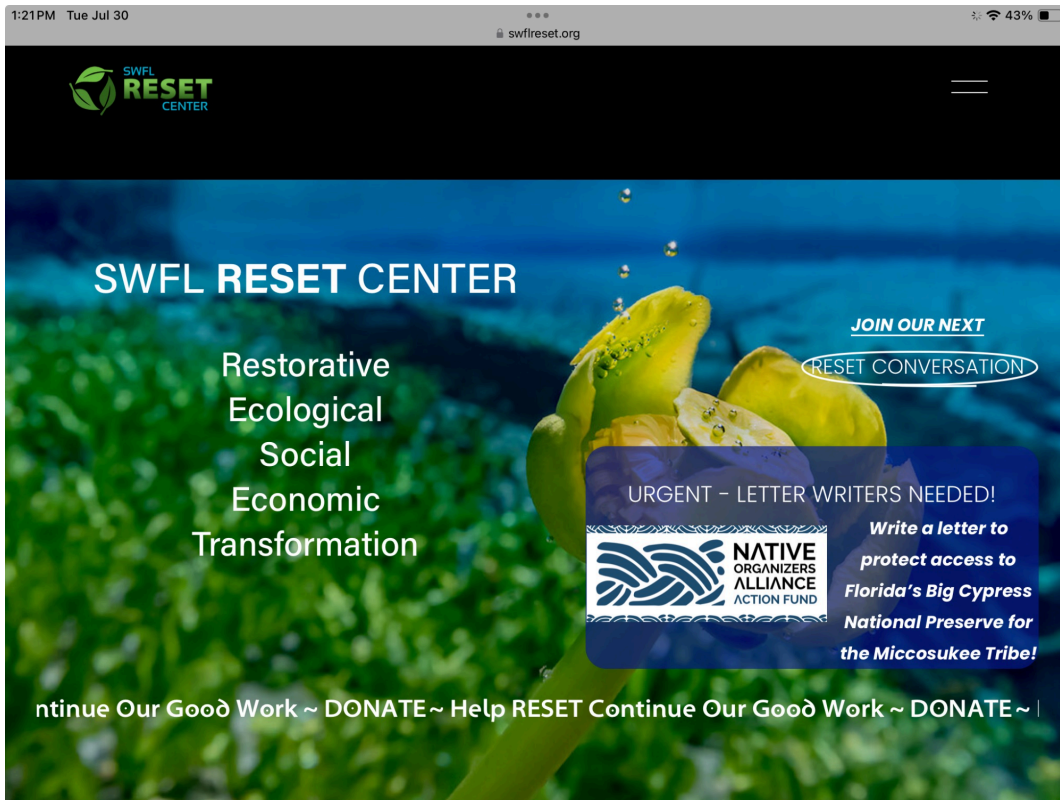 1:21 PM Tue Jul 30
43%
swflreset.org
SWFL
RESET
CENTER
SWFL RESET CENTER
Restorative
Ecological
Social
Economic
Transformation
JOIN OUR NEXT
RESET CONVERSATION
URGENT - LETTER WRITERS NEEDED!
NATIVE
ORGANIZERS
ALLIANCE
ACTION FUND
Write a letter to
protect access to
Florida's Big Cypress
National Preserve for
the Miccosukee Tribe!
ntinue Our Good Work ~ DONATE ~ Help RESET Continue Our Good Work ~ DONATE ~